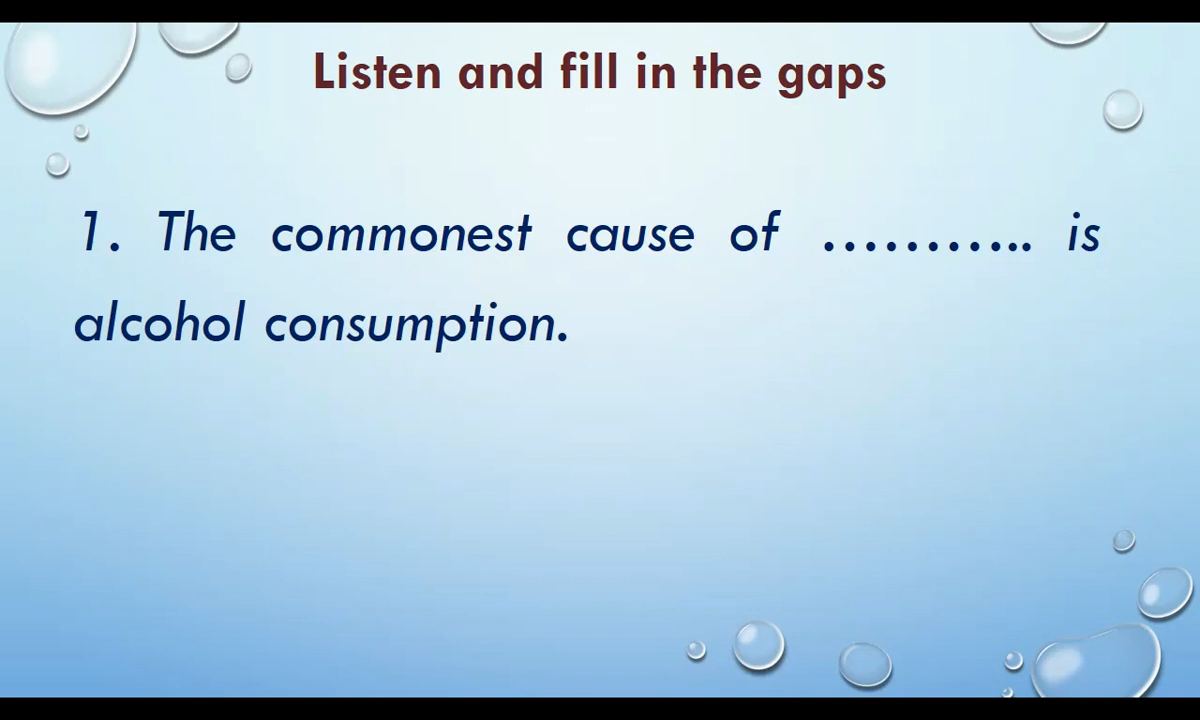 Listen and fill in the gaps
1. The commonest cause of ……….. is
alcohol consumption.